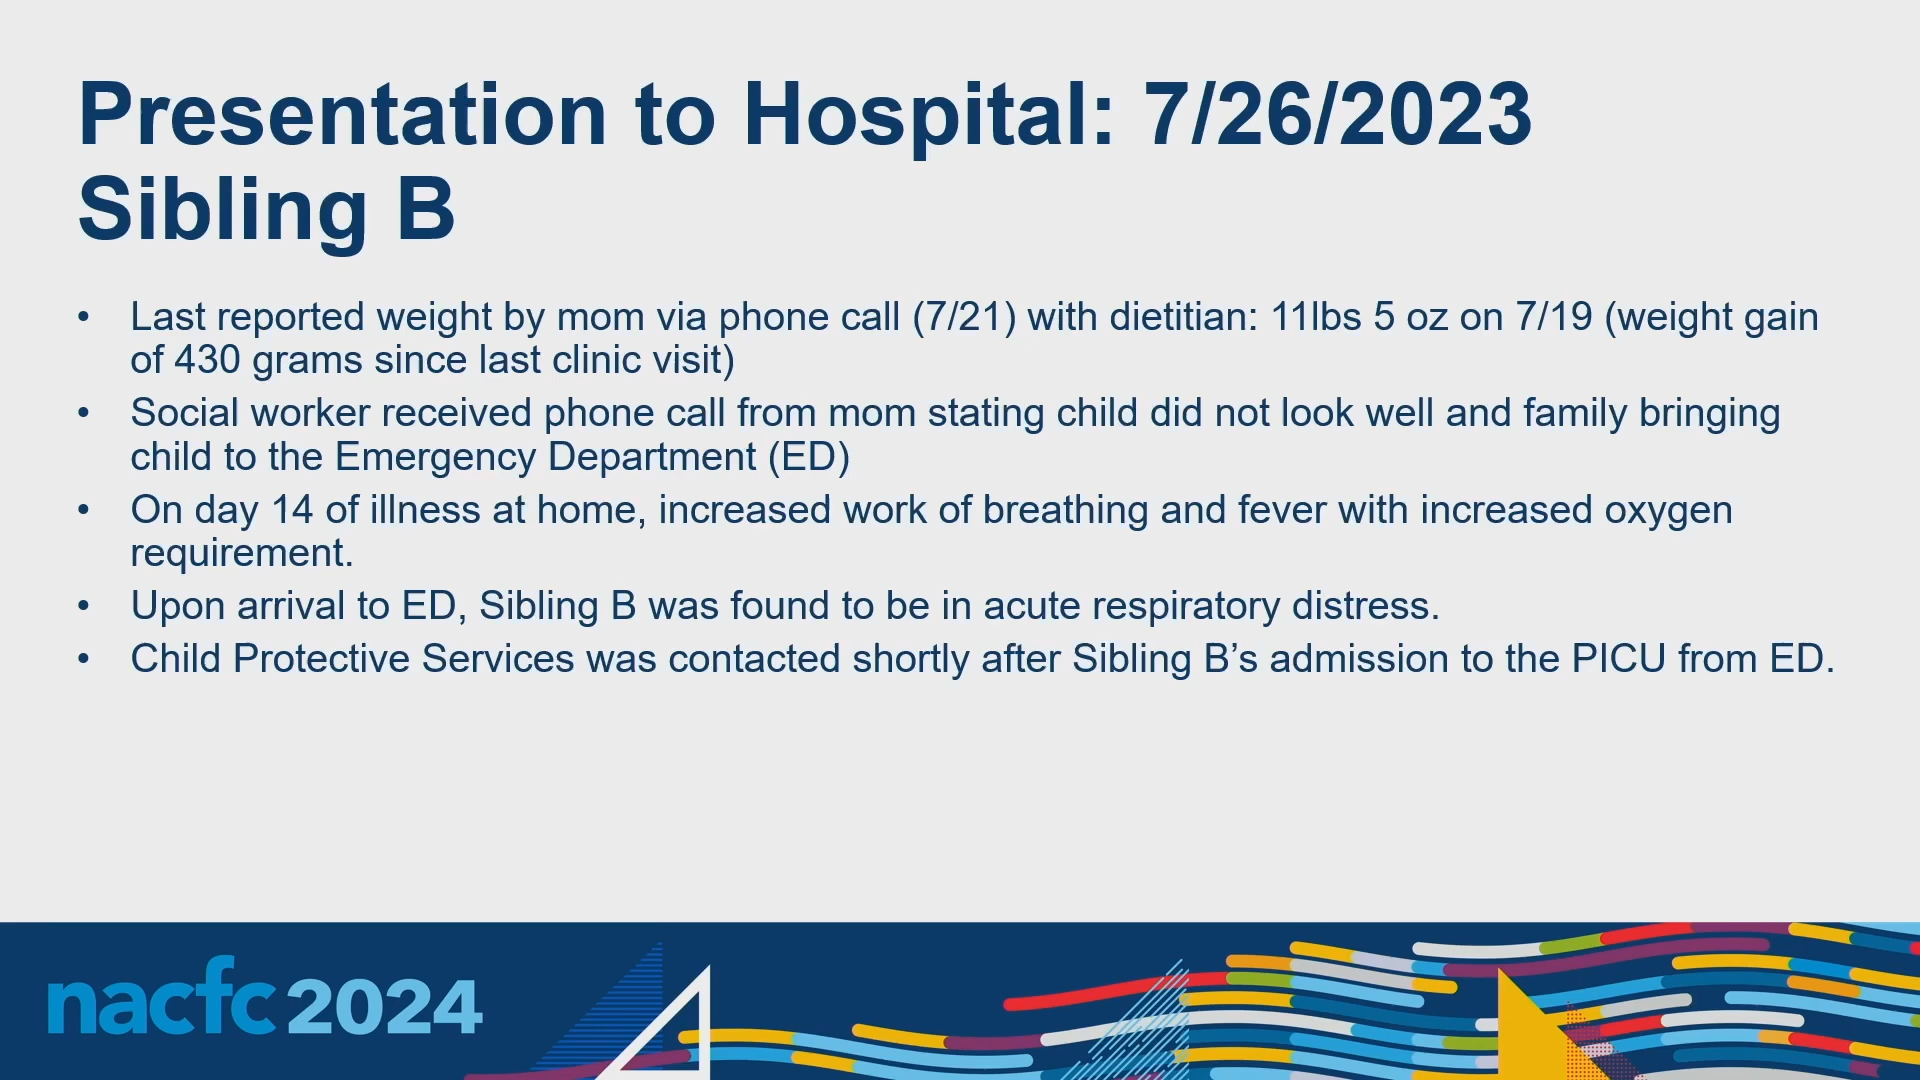 Presentation to Hospital: 7/26/2023
Sibling B
• Last reported weight by mom via phone call (7/21) with dietitian: 11lbs 5 oz on 7/19 (weight gain
of 430 grams since last clinic visit)
• Social worker received phone call from mom stating child did not look well and family bringing
child to the Emergency Department (ED)
• On day 14 of illness at home, increased work of breathing and fever with increased oxygen
requirement.
• Upon arrival to ED, Sibling B was found to be in acute respiratory distress.
• Child Protective Services was contacted shortly after Sibling B’s admission to the PICU from ED.
nacfc 2024